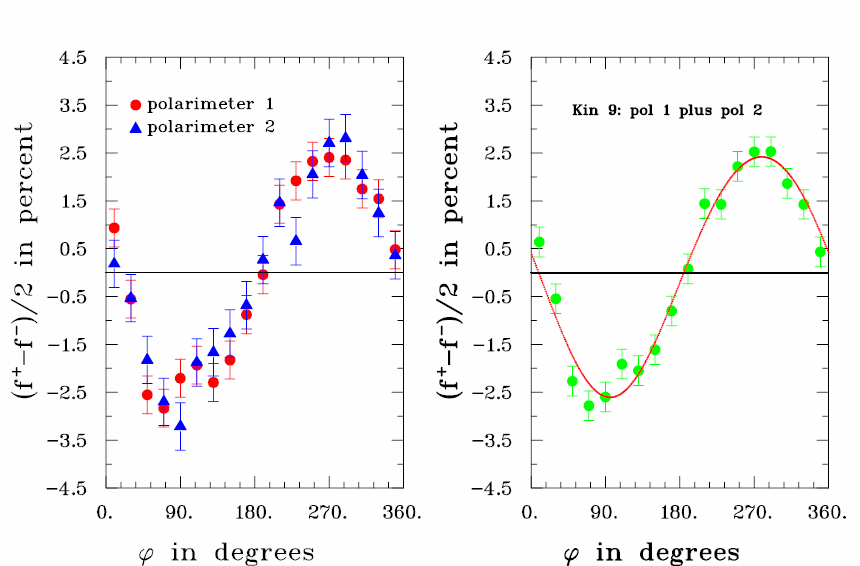 4.5
3.5
2.5
1.5
0.5
−0.5
−1.5
−2.5
−3.5
−4.5
(f⁺−f⁻)/2 in percent
polarimeter 1
polarimeter 2
0. 90. 180. 270. 360.
φ in degrees
4.5
3.5
2.5
1.5
0.5
−0.5
−1.5
−2.5
−3.5
−4.5
(f⁺−f⁻)/2 in percent
Kin 9: pol 1 plus pol 2
0. 90. 180. 270. 360.
φ in degrees